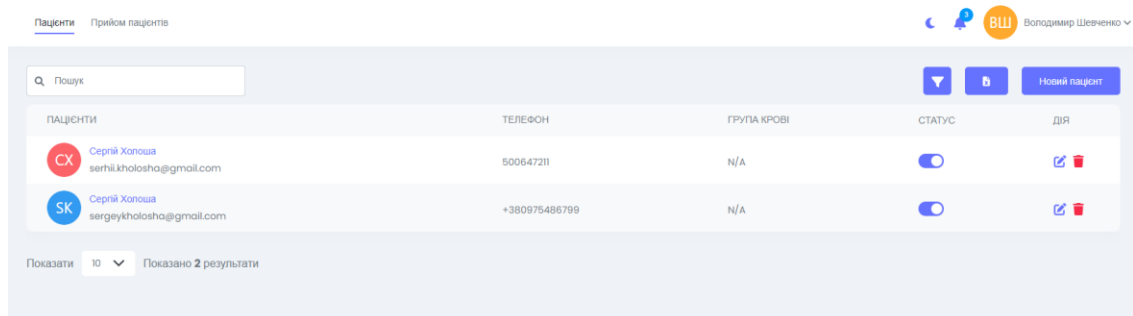 Пацієнти Прийом пацієнтів 3 ВШ Володимир Шевченко
Пошук Новий пацієнт
ПАЦІЄНТИ ТЕЛЕФОН ГРУПА КРОВІ СТАТУС ДІЯ
СХ Сергій Холоша
serhii.kholosha@gmail.com 500647211 N/A
SK Сергій Холоша
sergeykholosha@gmail.com +380975486799 N/A
Показати 10 Показано 2 результати